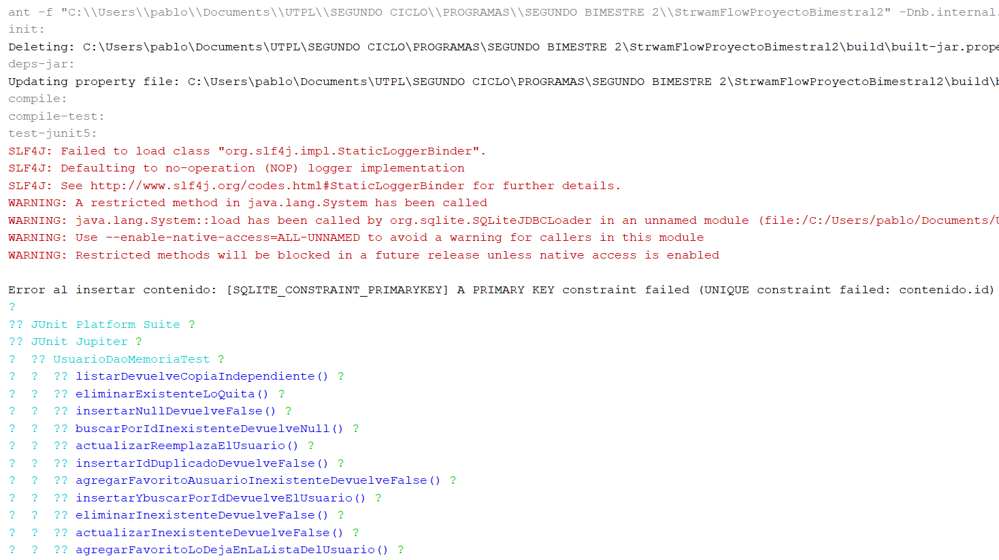 ant -f "C:\\Users\\pablo\\Documents\\UTPL\\SEGUNDO CICLO\\PROGRAMAS\\SEGUNDO BIMESTRE 2\\StrwamFlowProyectoBimestral2" -Dnb.internal.
init:
Deleting: C:\Users\pablo\Documents\UTPL\SEGUNDO CICLO\PROGRAMAS\SEGUNDO BIMESTRE 2\StrwamFlowProyectoBimestral2\build\built-jar.prope
deps-jar:
Updating property file: C:\Users\pablo\Documents\UTPL\SEGUNDO CICLO\PROGRAMAS\SEGUNDO BIMESTRE 2\StrwamFlowProyectoBimestral2\build\b
compile:
compile-test:
test-junit5:
SLF4J: Failed to load class "org.slf4j.impl.StaticLoggerBinder".
SLF4J: Defaulting to no-operation (NOP) logger implementation
SLF4J: See http://www.slf4j.org/codes.html#StaticLoggerBinder for further details.
WARNING: A restricted method in java.lang.System has been called
WARNING: java.lang.System::load has been called by org.sqlite.SQLiteJDBCLoader in an unnamed module (file:/C:/Users/pablo/Documents/U
WARNING: Use --enable-native-access=ALL-UNNAMED to avoid a warning for callers in this module
WARNING: Restricted methods will be blocked in a future release unless native access is enabled
Error al insertar contenido: [SQLITE_CONSTRAINT_PRIMARYKEY] A PRIMARY KEY constraint failed (UNIQUE constraint failed: contenido.id)
?
?? JUnit Platform Suite ?
?? JUnit Jupiter ?
?  ?? UsuarioDaoMemoriaTest ?
?  ?  ?? listarDevuelveCopiaIndependiente() ?
?  ?  ?? eliminarExistenteLoQuita() ?
?  ?  ?? insertarNullDevuelveFalse() ?
?  ?  ?? buscarPorIdInexistenteDevuelveNull() ?
?  ?  ?? actualizarReemplazaElUsuario() ?
?  ?  ?? insertarIdDuplicadoDevuelveFalse() ?
?  ?  ?? agregarFavoritoAusuarioInexistenteDevuelveFalse() ?
?  ?  ?? insertarYbuscarPorIdDevuelveElUsuario() ?
?  ?  ?? eliminarInexistenteDevuelveFalse() ?
?  ?  ?? actualizarInexistenteDevuelveFalse() ?
?  ?  ?? agregarFavoritoLoDejaEnLaListaDelUsuario() ?